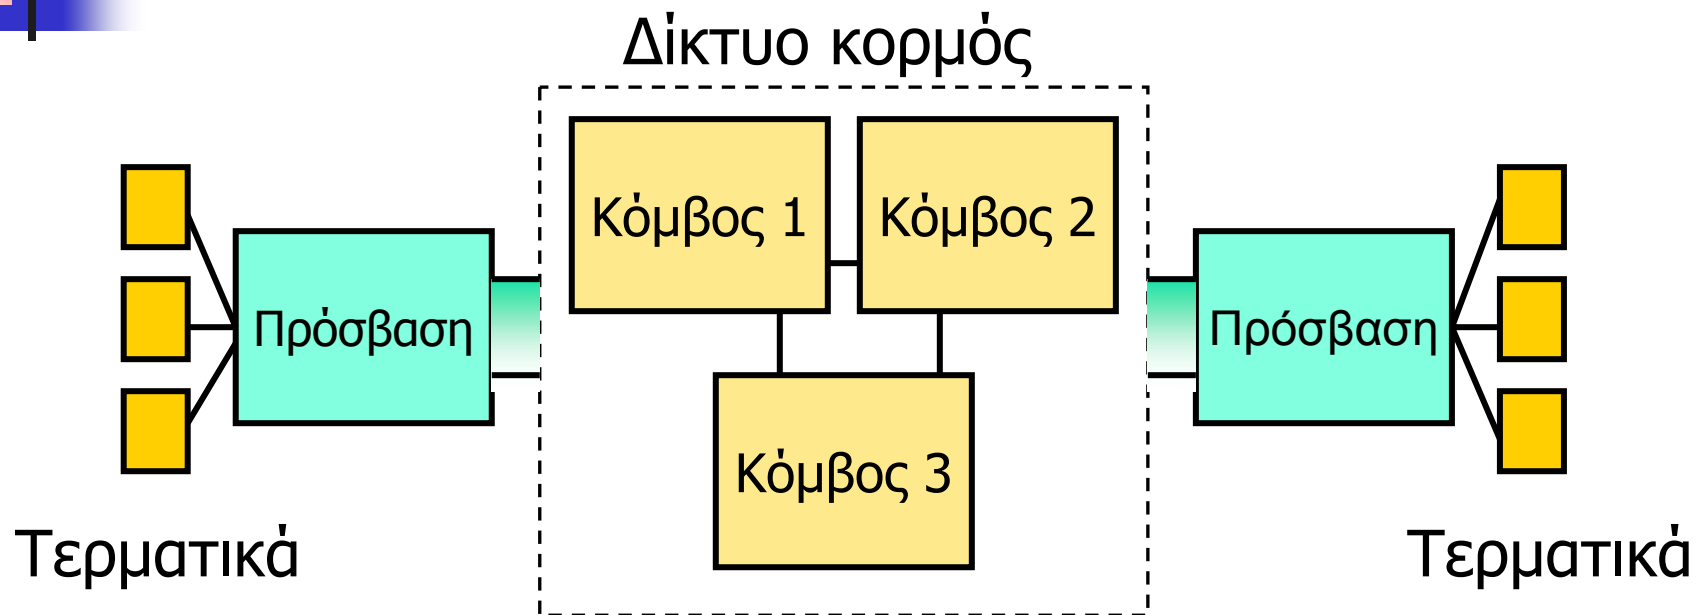 Δίκτυο κορμός
Κόμβος 1
Κόμβος 2
Πρόσβαση
Πρόσβαση
Κόμβος 3
Τερματικά
Τερματικά